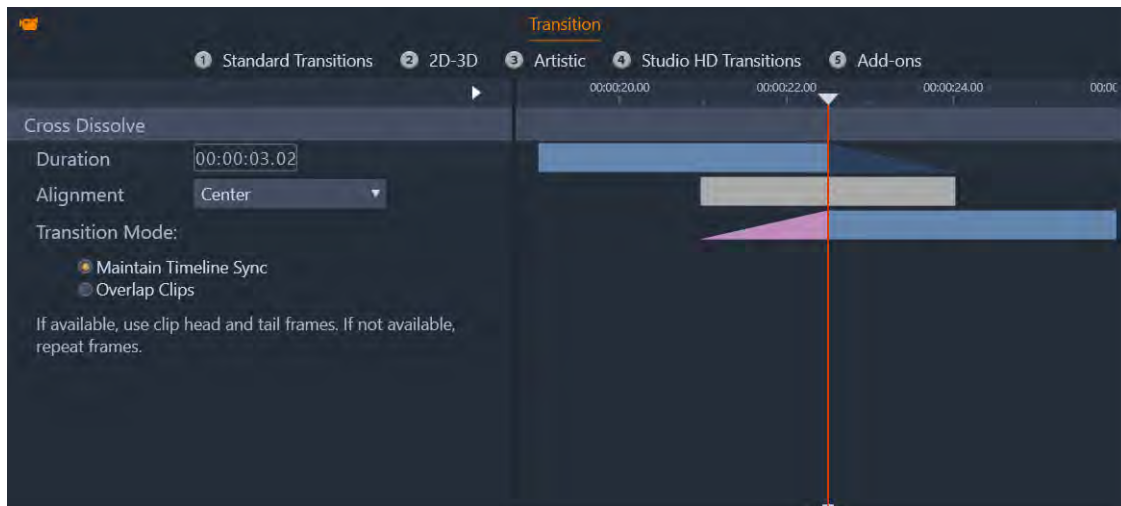 Transition
1 Standard Transitions 2 2D-3D 3 Artistic 4 Studio HD Transitions 5 Add-ons
00:00:20.00 00:00:22.00 00:00:24.00 00:0(
Cross Dissolve
Duration 00:00:03.02
Alignment Center
Transition Mode:
Maintain Timeline Sync
Overlap Clips
If available, use clip head and tail frames. If not available,
repeat frames.